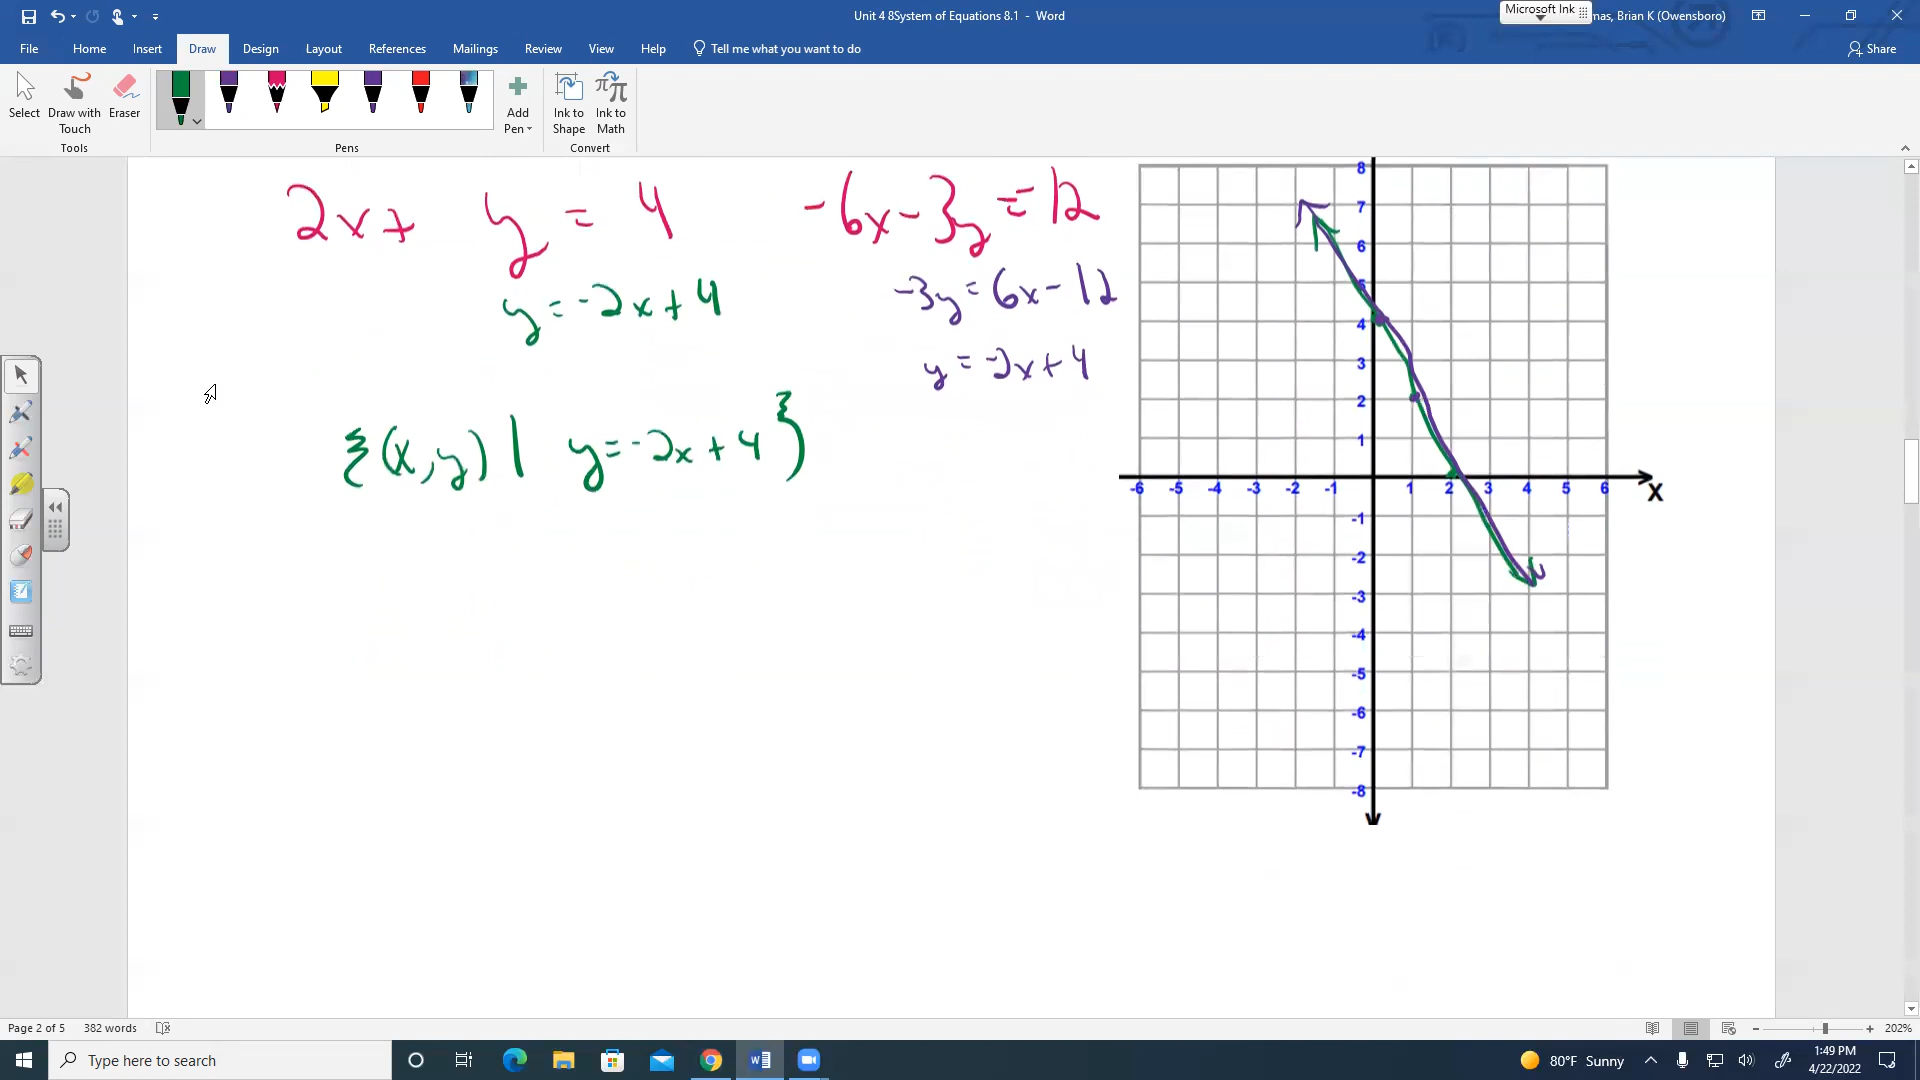 Unit 4 8System of Equations 8.1 - Word
Microsoft Ink
mas, Brian K (Owensboro)
File Home Insert Draw Design Layout References Mailings Review View Help Tell me what you want to do Share
Select Draw with Touch Eraser Add Pen Ink to Shape Ink to Math
Tools Pens Convert
2x + y = 4
-6x - 3y = 12
y = -2x + 4
-3y = 6x - 12
y = -2x + 4
{(x,y) | y = -2x + 4})
8
7
6
5
4
3
2
1
-6 -5 -4 -3 -2 -1 1 2 3 4 5 6 X
-1
-2
-3
-4
-5
-6
-7
-8
Page 2 of 5 382 words 202%
Type here to search
80°F Sunny
1:49 PM
4/22/2022